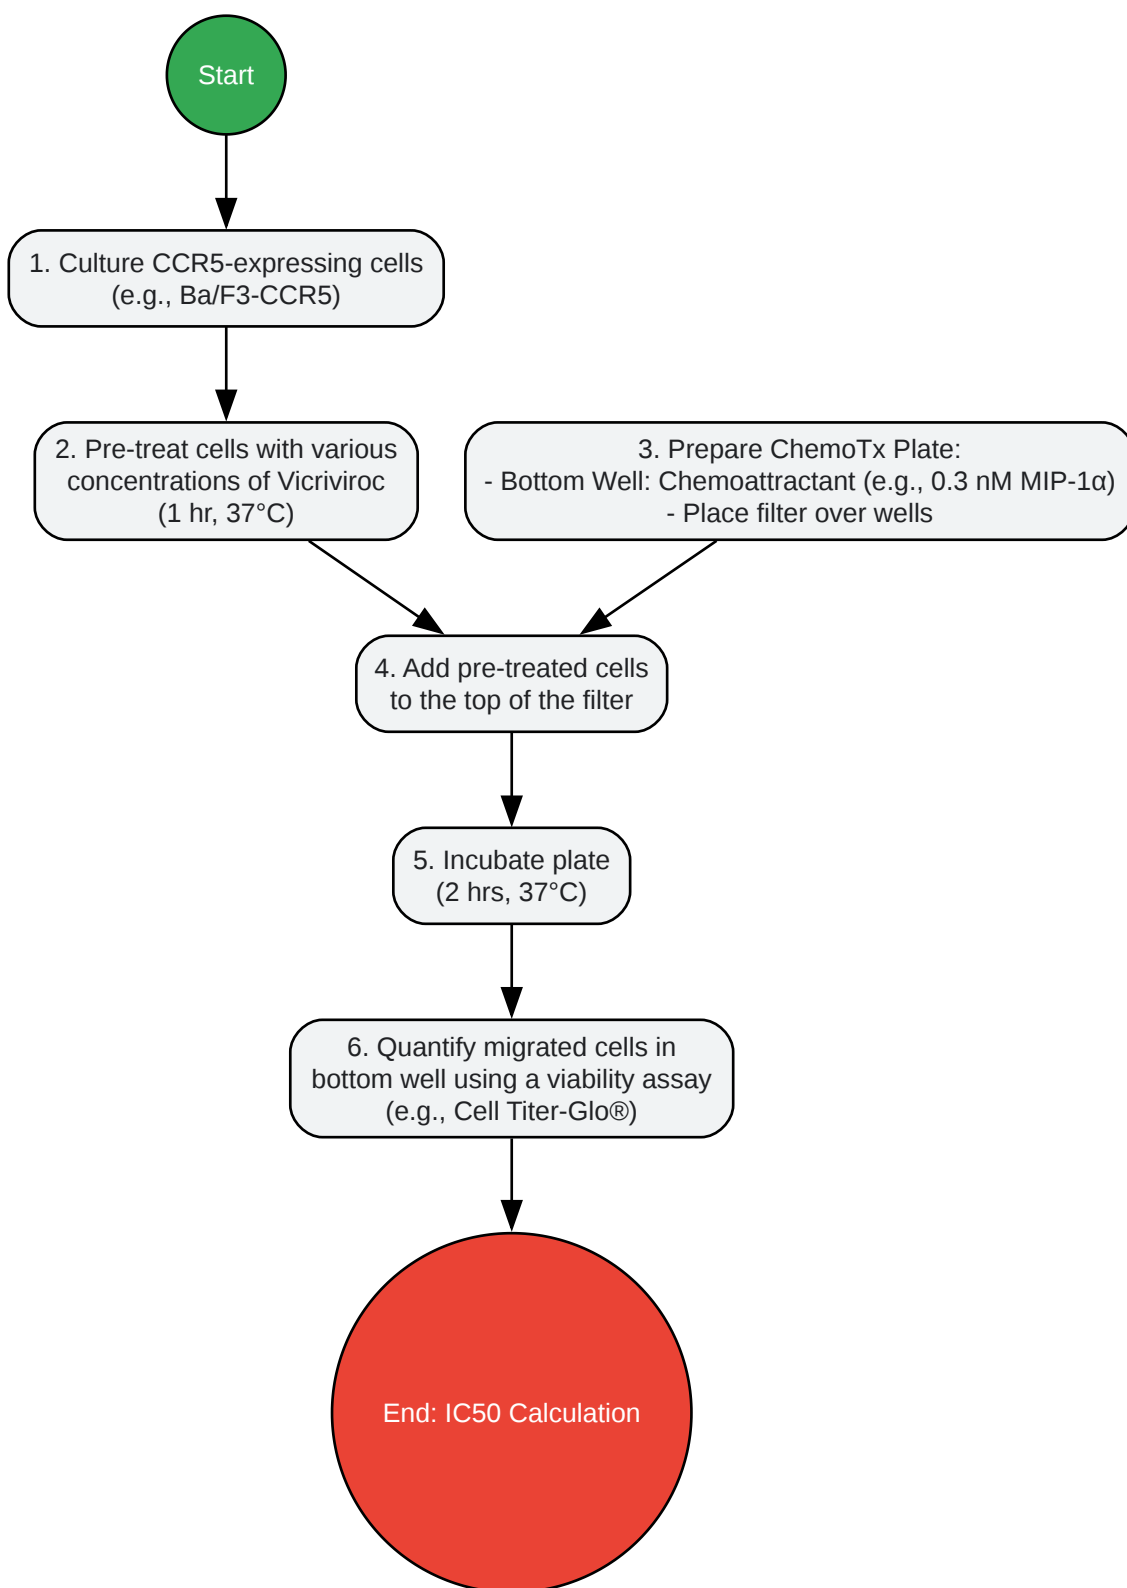 Start
1. Culture CCR5-expressing cells
(e.g., Ba/F3-CCR5)
2. Pre-treat cells with various
concentrations of Vicriviroc
(1 hr, 37°C)
3. Prepare ChemoTx Plate:
- Bottom Well: Chemoattractant (e.g., 0.3 nM MIP-1α)
- Place filter over wells
4. Add pre-treated cells
to the top of the filter
5. Incubate plate
(2 hrs, 37°C)
6. Quantify migrated cells in
bottom well using a viability assay
(e.g., Cell Titer-Glo®)
End: IC50 Calculation